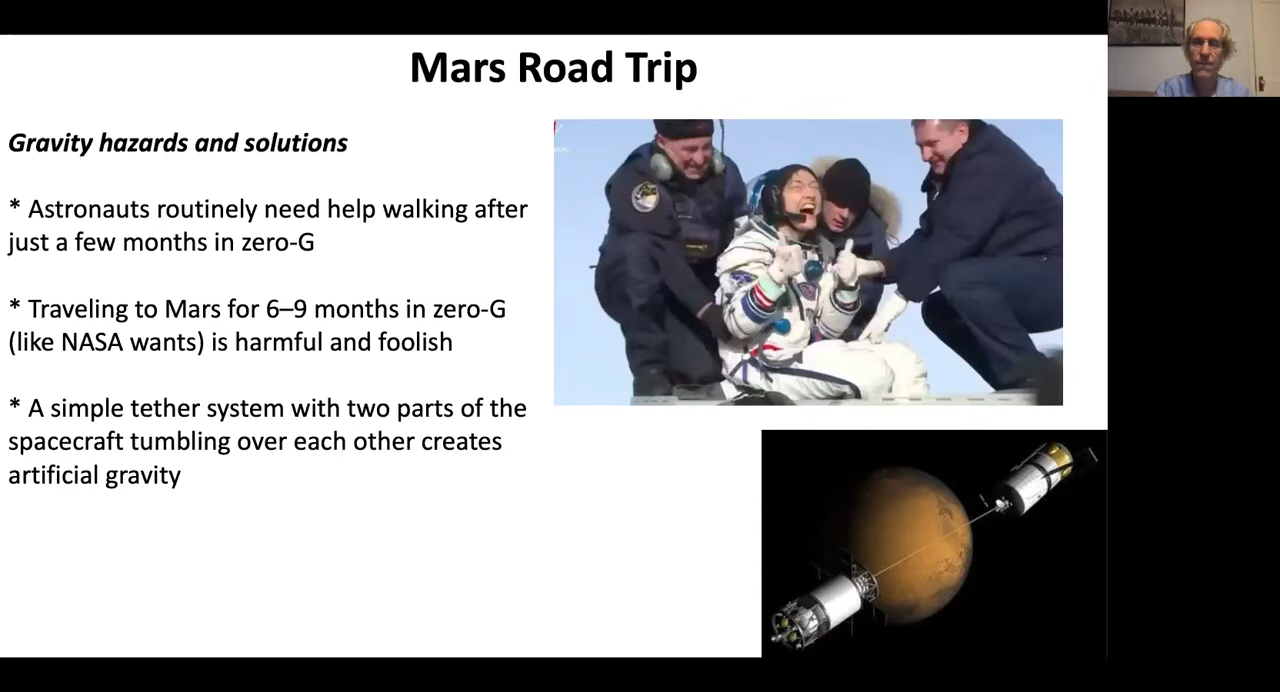 Mars Road Trip
Gravity hazards and solutions
* Astronauts routinely need help walking after
just a few months in zero-G
* Traveling to Mars for 6–9 months in zero-G
(like NASA wants) is harmful and foolish
* A simple tether system with two parts of the
spacecraft tumbling over each other creates
artificial gravity